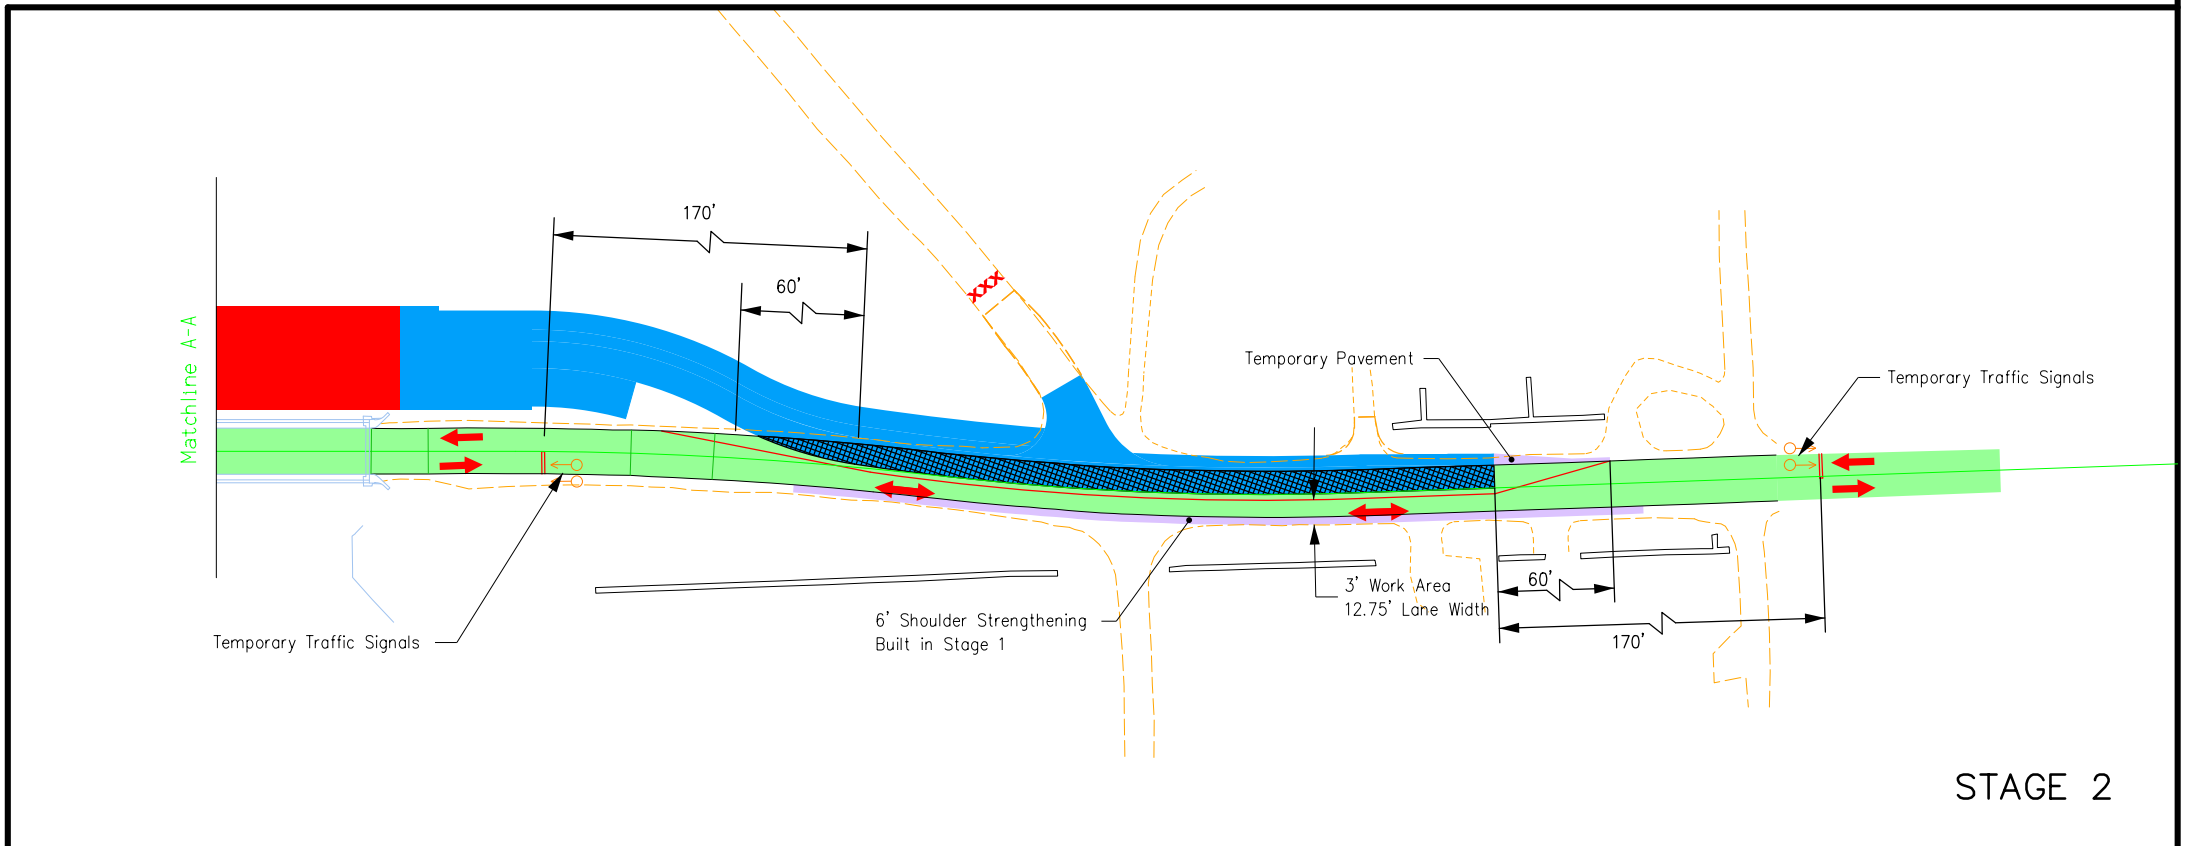 170'
60'
Matchline A-A
Temporary Pavement
Temporary Traffic Signals
XXX
3' Work Area
12.75' Lane Width
60'
170'
6' Shoulder Strengthening
Built in Stage 1
Temporary Traffic Signals
STAGE 2